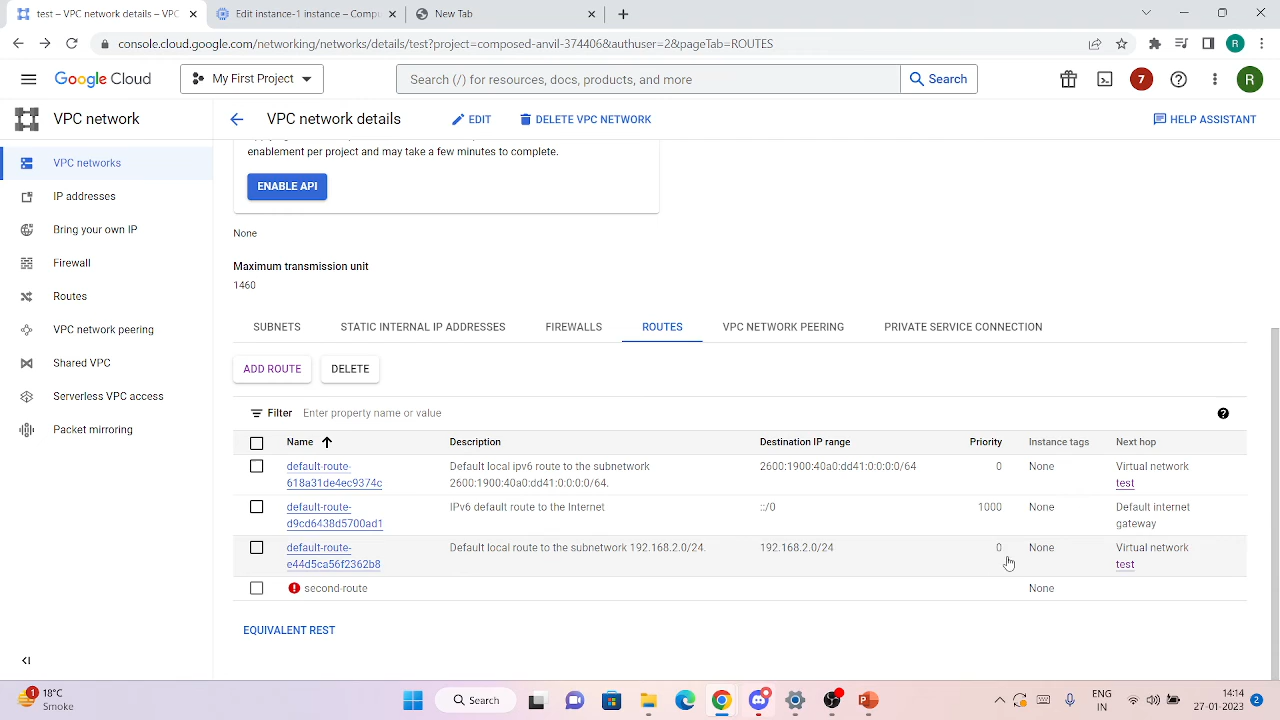 test – test details – VPC
Edit instance-1 instance – Comp
New Tab
console.cloud.google.com/networking/network/details/test?project=composed-anvil-374406&authuser=2&pageTab=ROUTES
R
Google Cloud
My First Project
Search (/) for resources, docs, products, and more
Search
7
R
VPC network
VPC network details
EDIT
DELETE VPC NETWORK
HELP ASSISTANT
VPC networks
IP addresses
Bring your own IP
Firewall
Routes
VPC network peering
Shared VPC
Serverless VPC access
Packet mirroring
enablement per project and may take a few minutes to complete.
ENABLE API
None
Maximum transmission unit
1460
SUBNETS
STATIC INTERNAL IP ADDRESSES
FIREWALLS
ROUTES
VPC NETWORK PEERING
PRIVATE SERVICE CONNECTION
ADD ROUTE
DELETE
Filter
Enter property name or value
Name
Description
Destination IP range
Priority
Instance tags
Next hop
default-route-
618a31de4ec9374c
Default local ipv6 route to the subnetwork
2600:1900:40a0:dd41:0:0:0:0/64.
2600:1900:40a0:dd41:0:0:0:0/64
0
None
Virtual network
test
default-route-
d9cd6438d5700ad1
IPv6 default route to the Internet
::/0
1000
None
Default internet
gateway
default-route-
e44d5ca56f2362b8
Default local route to the subnetwork 192.168.2.0/24.
192.168.2.0/24
0
None
Virtual network
test
second-route
None
EQUIVALENT REST
1
18°C
Smoke
Search
ENG
IN
14:14
27-01-2023
2